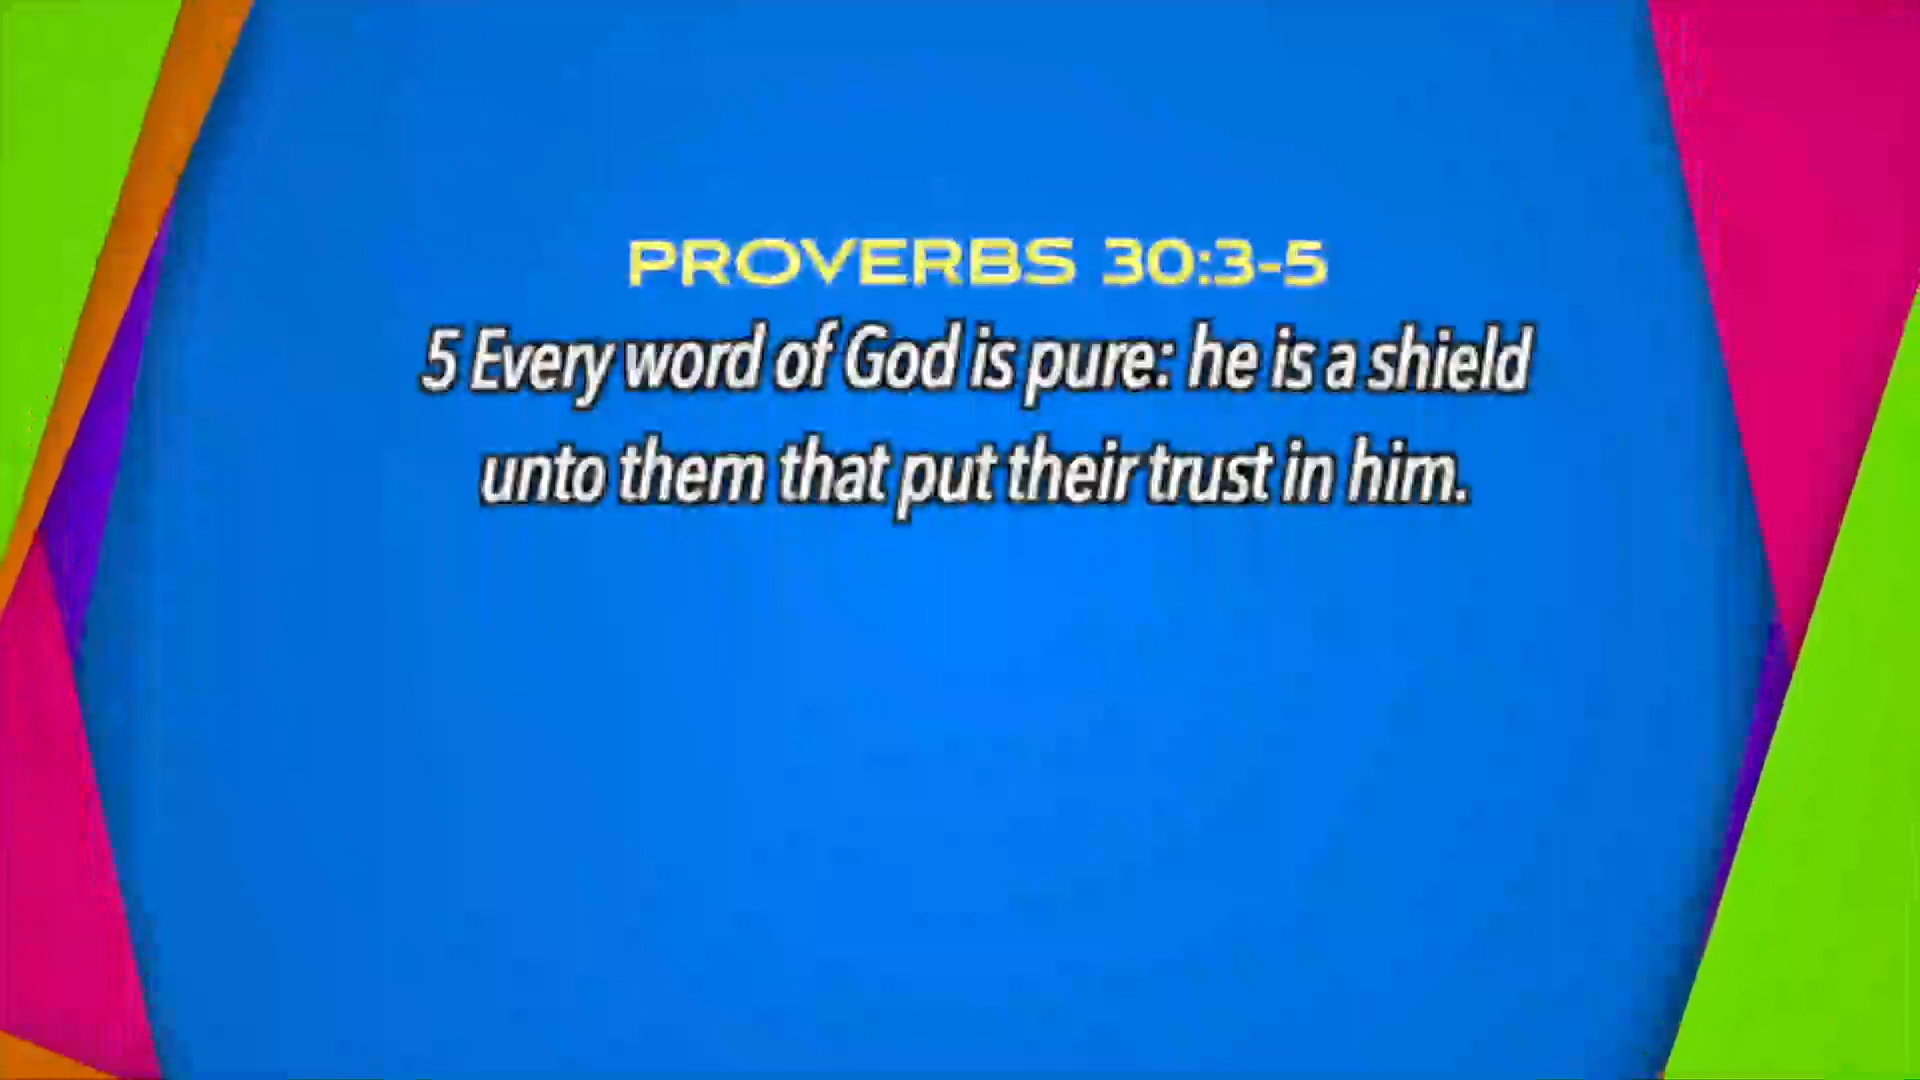 PROVERBS 30:3-5
5 Every word of God is pure: he is a shield
unto them that put their trust in him.